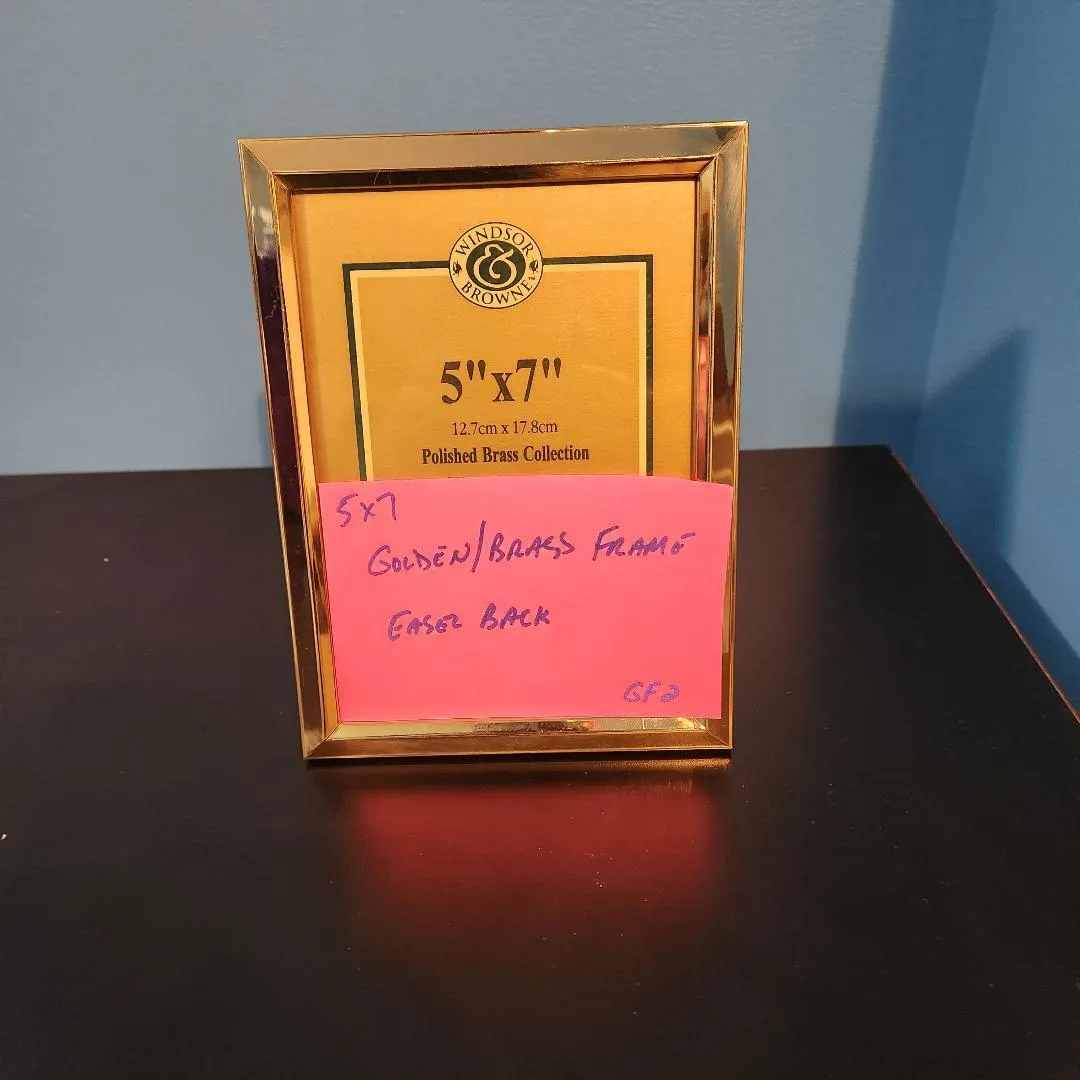 WINDSOR
&
BROWNE
5"x7"
12.7cm x 17.8cm
Polished Brass Collection
5x7
GOLDEN/BRASS FRAME
EASEL BACK
GF2